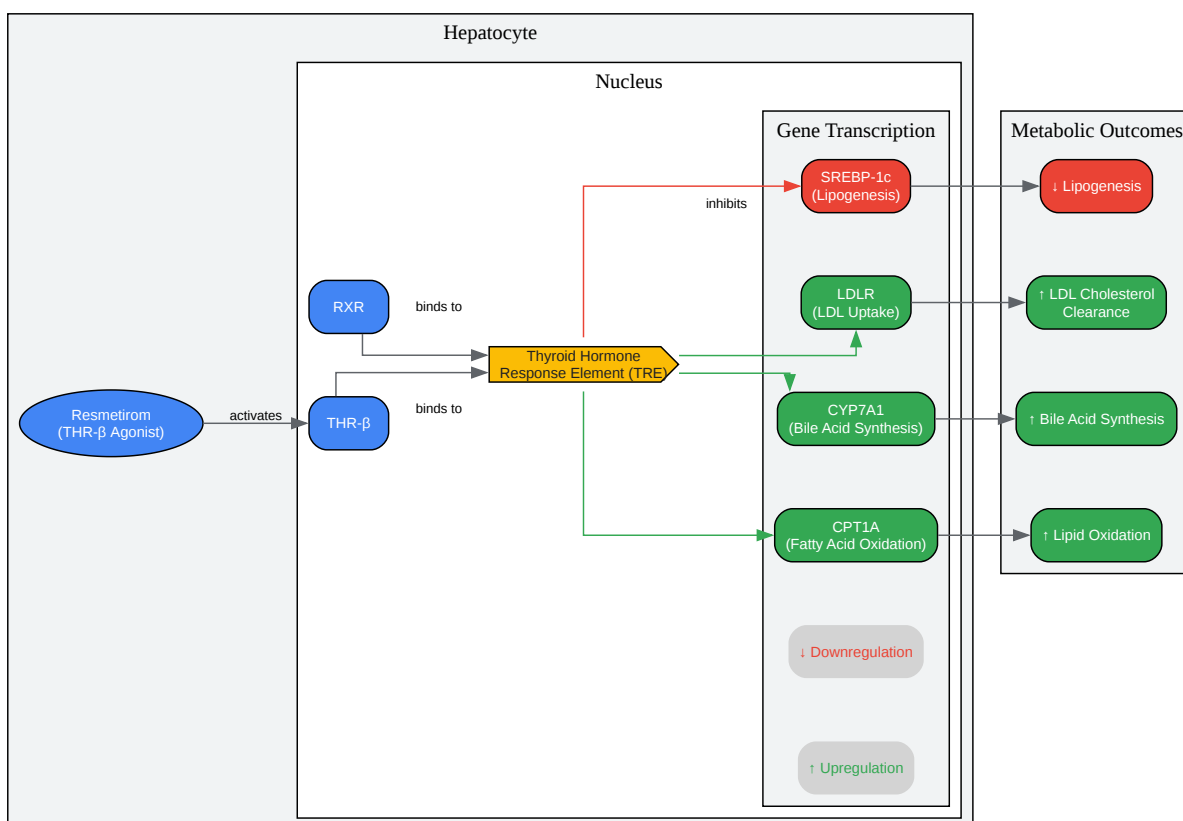 Hepatocyte
Nucleus
Gene Transcription
Metabolic Outcomes
SREBP-1c
(Lipogenesis)
↓ Lipogenesis
inhibits
RXR
binds to
LDLR
(LDL Uptake)
↑ LDL Cholesterol
Clearance
Thyroid Hormone
Response Element (TRE)
Resmetirom
(THR-β Agonist)
activates
THR-β
binds to
CYP7A1
(Bile Acid Synthesis)
↑ Bile Acid Synthesis
CPT1A
(Fatty Acid Oxidation)
↑ Lipid Oxidation
↓ Downregulation
↑ Upregulation